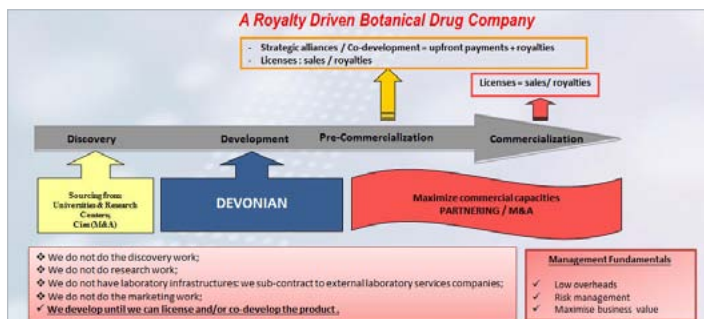 A Royalty Driven Botanical Drug Company
- Strategic alliances / Co-development = upfront payments + royalties
- Licenses : sales / royalties
Licenses = sales/ royalties
Discovery
Development
Pre-Commercialization
Commercialization
Sourcing from
Universities & Research
Centers,
Cies (M&A)
DEVONIAN
Maximize commercial capacities
PARTNERING / M&A
❖ We do not do the discovery work;
❖ We do not do research work;
❖ We do not have laboratory infrastructures: we sub-contract to external laboratory services companies;
❖ We do not do the marketing work;
✓ We develop until we can license and/or co-develop the product .
Management Fundamentals
✓ Low overheads
✓ Risk management
✓ Maximise business value